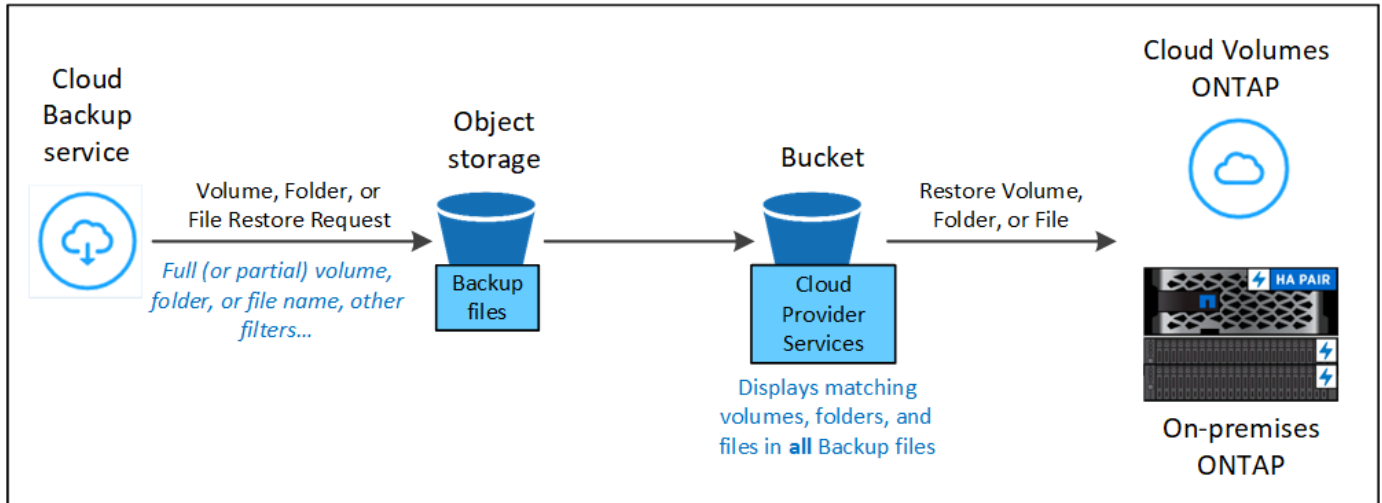 Cloud
Backup
service
Volume, Folder, or
File Restore Request
Full (or partial) volume,
folder, or file name, other
filters…
Object
storage
Backup
files
Bucket
Cloud
Provider
Services
Displays matching
volumes, folders, and
files in all Backup files
Restore Volume,
Folder, or File
Cloud Volumes
ONTAP
HA PAIR
On-premises
ONTAP